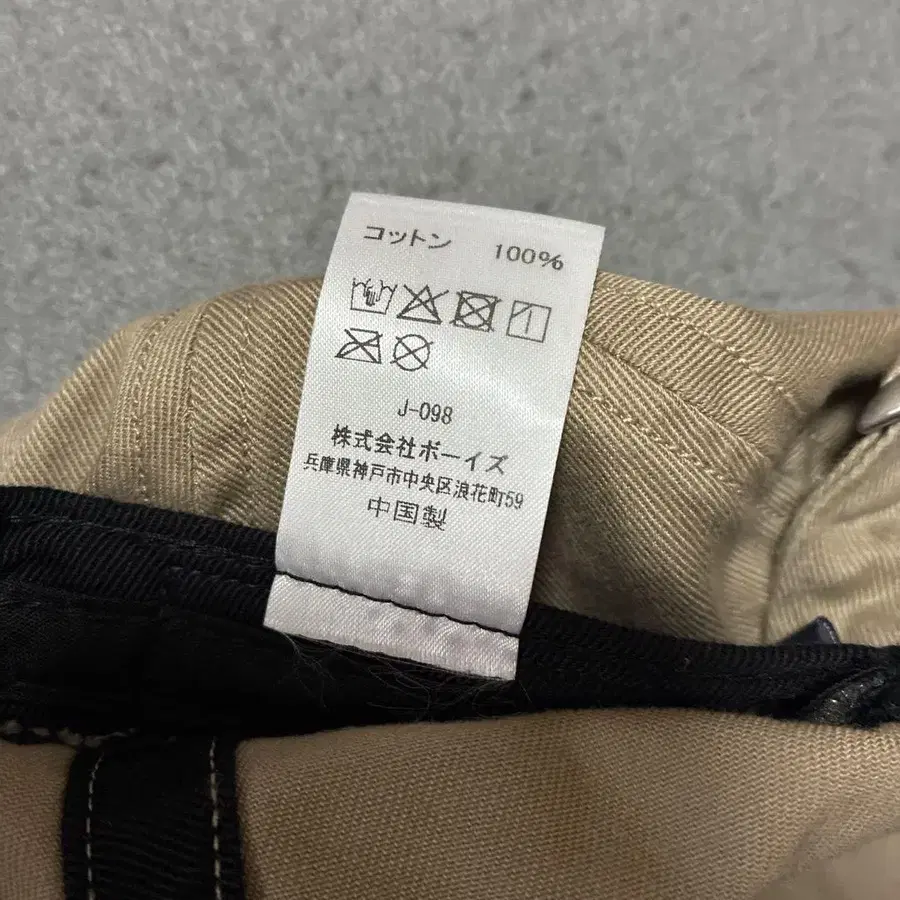 コットン 100%
J-098
株式会社ボーイズ
兵庫県神戸市中央区浪花町59
中国製